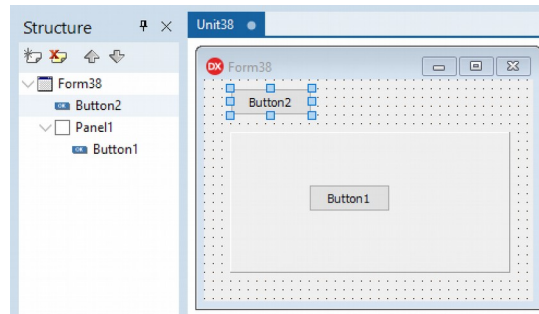 Structure
Form38
Button2
Panel1
Button1
Unit38
DX Form38
Button2
Button1